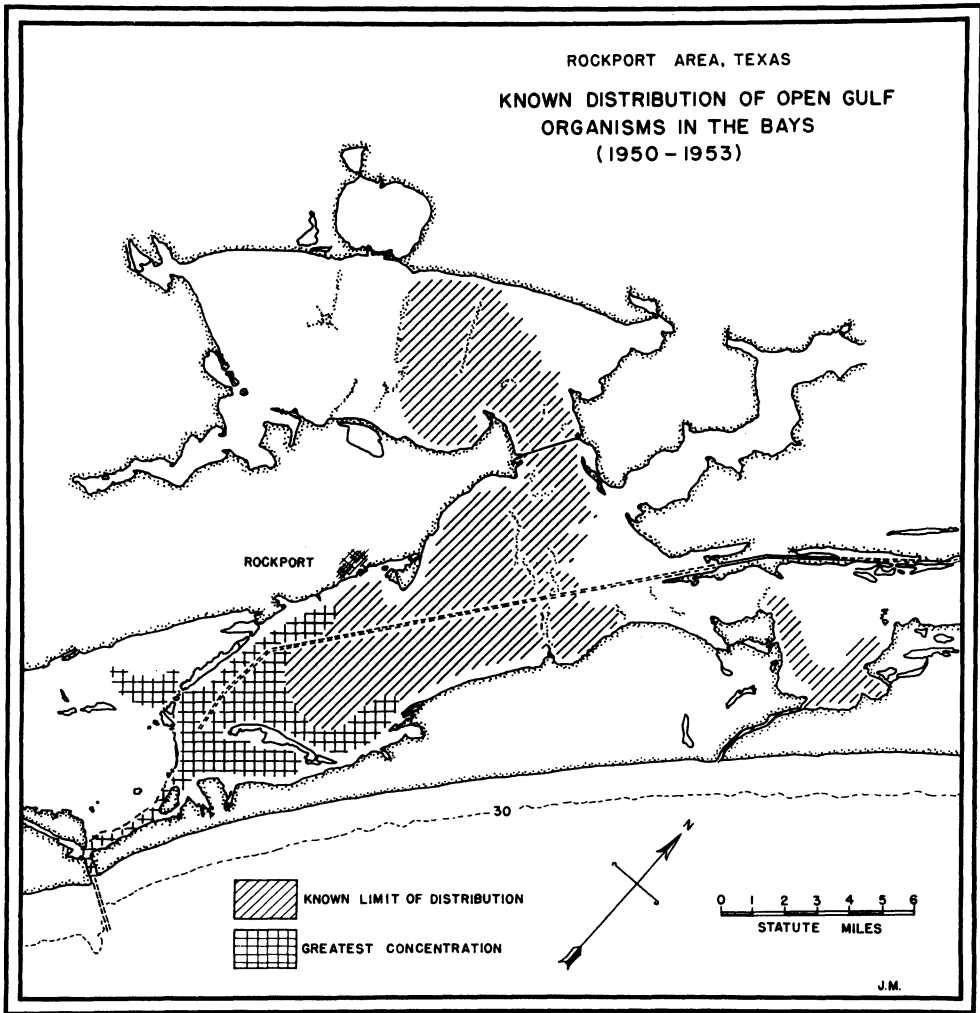 ROCKPORT AREA, TEXAS
KNOWN DISTRIBUTION OF OPEN GULF
ORGANISMS IN THE BAYS
(1950-1953)
ROCKPORT
30
N
KNOWN LIMIT OF DISTRIBUTION
GREATEST CONCENTRATION
0 1 2 3 4 5 6
STATUTE MILES
J.M.